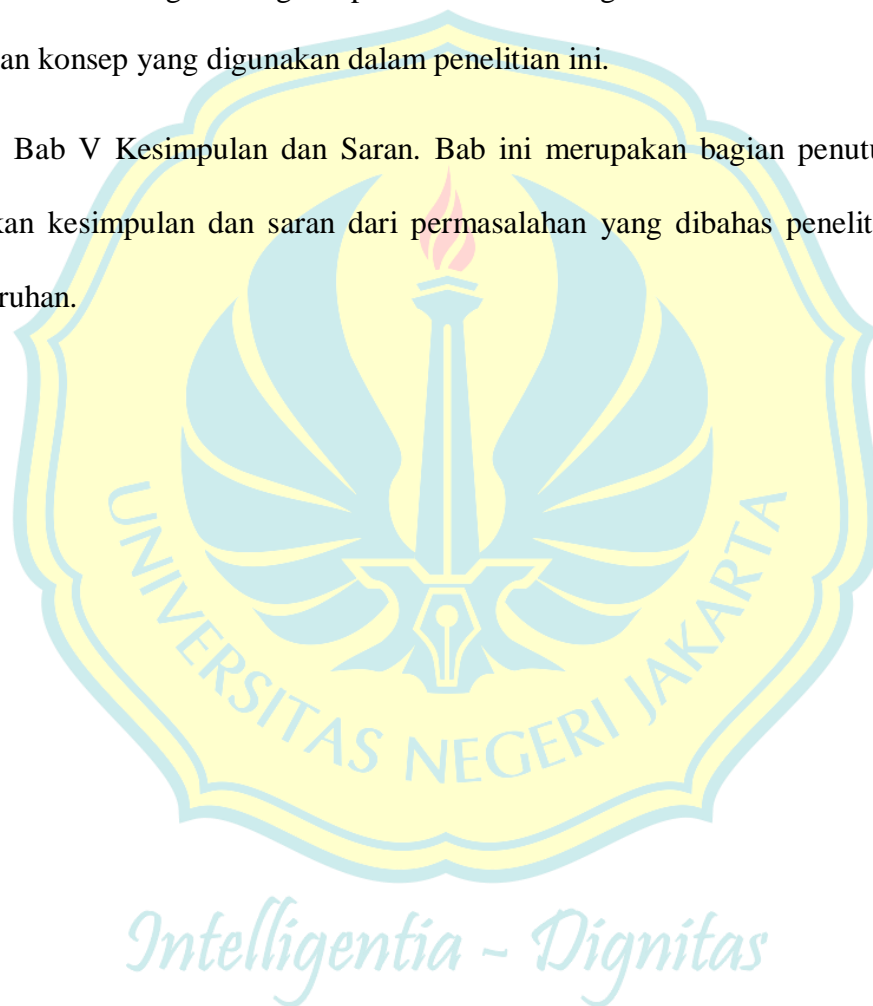 an konsep yang digunakan dalam penelitian ini.
Bab V Kesimpulan dan Saran. Bab ini merupakan bagian penutu
kan kesimpulan dan saran dari permasalahan yang dibahas penelit
ruhan.
UNIVERSITAS NEGERI JAKARTA
Intelligentia - Dignitas